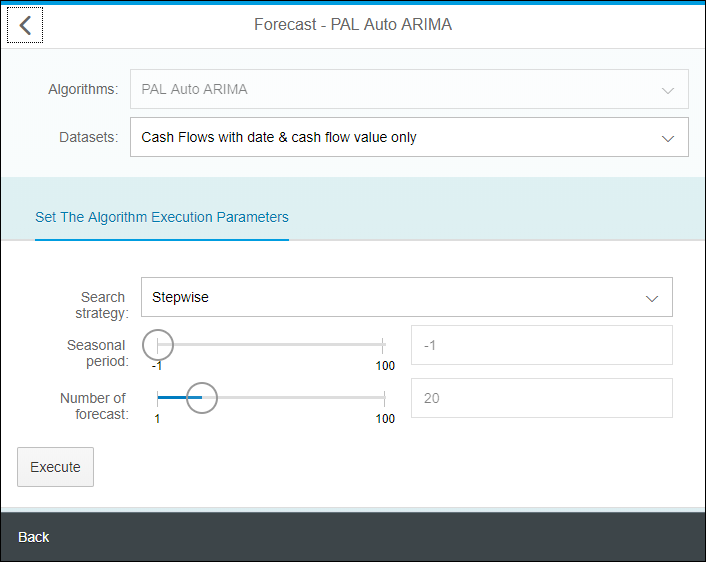 Forecast - PAL Auto ARIMA
Algorithms: PAL Auto ARIMA
Datasets: Cash Flows with date & cash flow value only
Set The Algorithm Execution Parameters
Search strategy: Stepwise
Seasonal period: -1 100 -1
Number of forecast: 1 100 20
Execute
Back